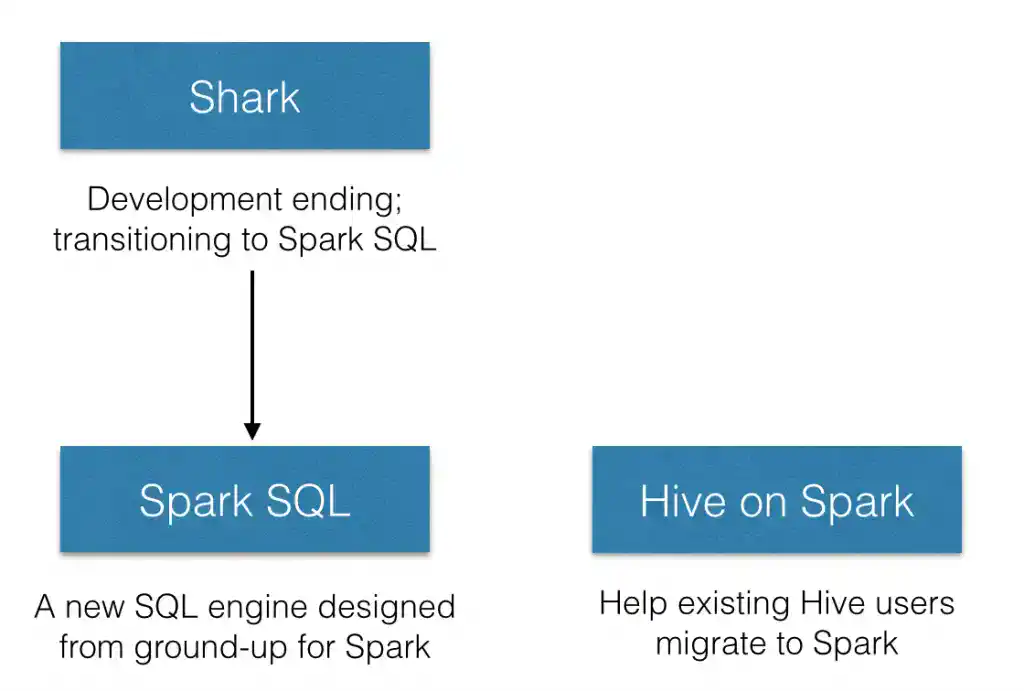 Shark
Development ending;
transitioning to Spark SQL
Spark SQL
A new SQL engine designed
from ground-up for Spark
Hive on Spark
Help existing Hive users
migrate to Spark